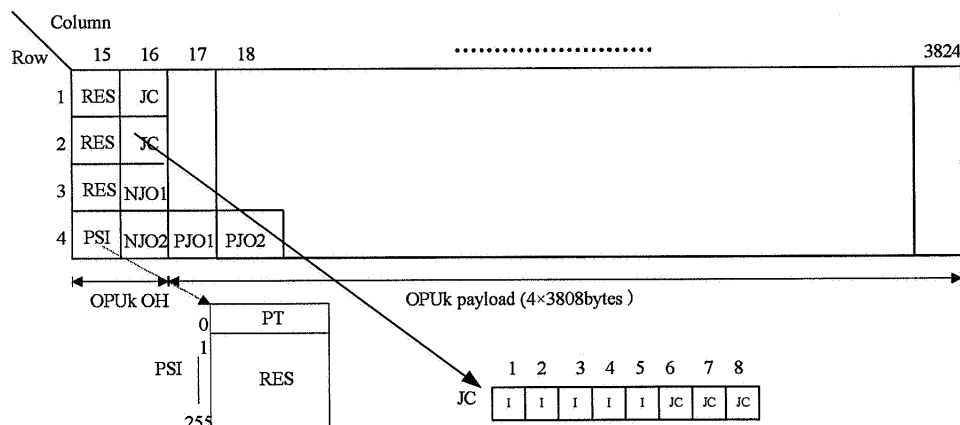 Column
Row 15 16 17 18 3824
1 RES JC
2 RES JC
3 RES NJO1
4 PSI NJO2 PJO1 PJO2
OPUk OH OPUk payload (4×3808bytes )
0 PT
1
PSI RES
255
1 2 3 4 5 6 7 8
JC I I I I I JC JC JC